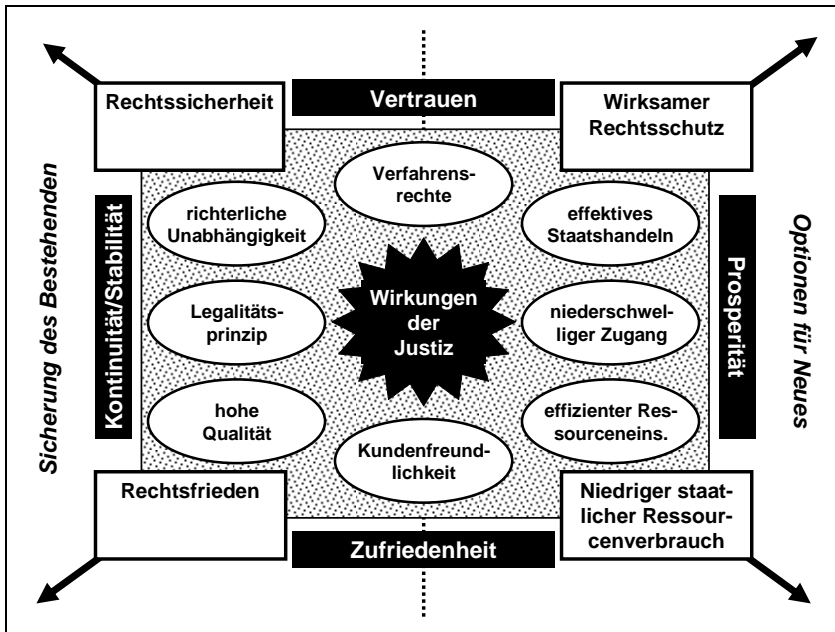 Rechtssicherheit
Vertrauen
Wirksamer
Rechtsschutz
Sicherung des Bestehenden
Kontinuität/Stabilität
Verfahrens-
rechte
richterliche
Unabhängigkeit
effektives
Staatshandeln
Legalitäts-
prinzip
Wirkungen
der
Justiz
niederschwel-
liger Zugang
hohe
Qualität
Kundenfreund-
lichkeit
effizienter Res-
sourceneins.
Prosperität
Optionen für Neues
Rechtsfrieden
Zufriedenheit
Niedriger staat-
licher Ressour-
cenverbrauch